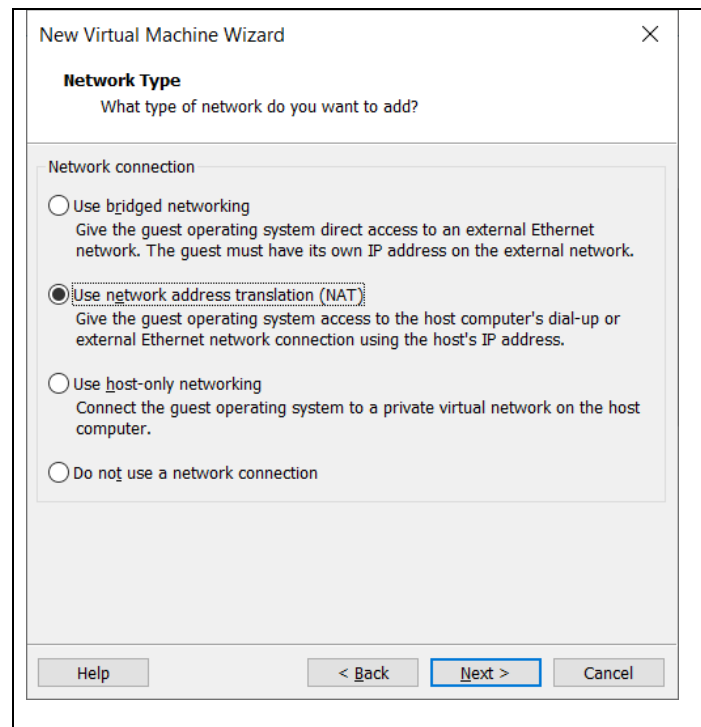 New Virtual Machine Wizard
Network Type
What type of network do you want to add?
Network connection
Use bridged networking
Give the guest operating system direct access to an external Ethernet
network. The guest must have its own IP address on the external network.
Use network address translation (NAT)
Give the guest operating system access to the host computer's dial-up or
external Ethernet network connection using the host's IP address.
Use host-only networking
Connect the guest operating system to a private virtual network on the host
computer.
Do not use a network connection
Help < Back Next > Cancel